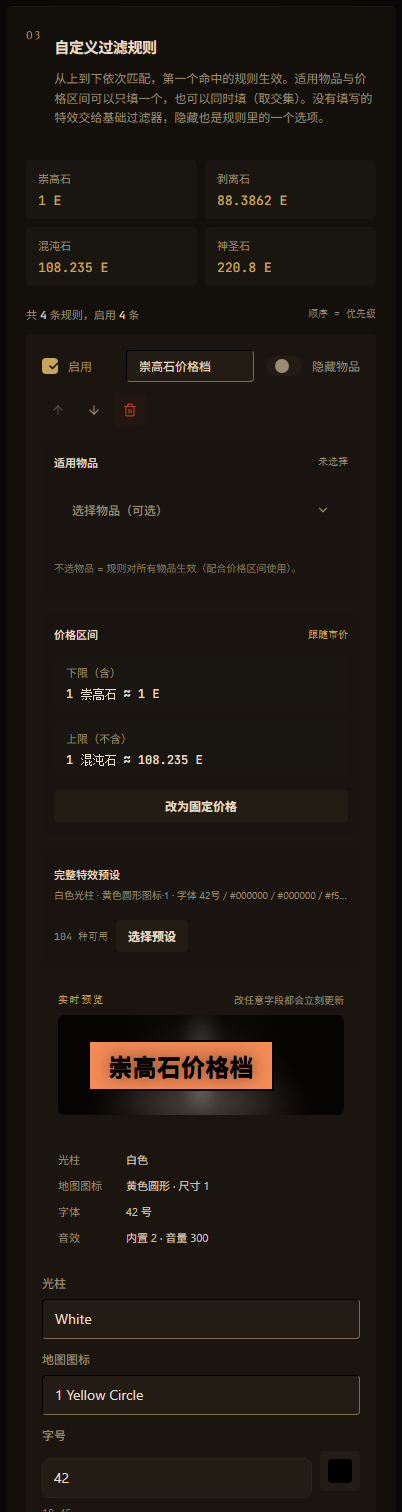 03
自定义过滤规则
从上到下依次匹配，第一个命中的规则生效。适用物品与价
格区间可以只填一个，也可以同时填（取交集）。没有填写的
特效交给基础过滤器，隐藏也是规则里的一个选项。
崇高石
1 E
剥离石
88.3862 E
混沌石
108.235 E
神圣石
220.8 E
共 4 条规则，启用 4 条
顺序 = 优先级
启用
崇高石价格档
隐藏物品
适用物品
未选择
选择物品（可选）
不选物品 = 规则对所有物品生效（配合价格区间使用）。
价格区间
跟随市价
下限（含）
1 崇高石 ≈ 1 E
上限（不含）
1 混沌石 ≈ 108.235 E
改为固定价格
完整特效预设
白色光柱 · 黄色圆形图标·1 · 字体 42号 / #000000 / #000000 / #f5...
184 种可用
选择预设
实时预览
改任意字段都会立刻更新
崇高石价格档
光柱
白色
地图图标
黄色圆形 · 尺寸 1
字体
42 号
音效
内置 2 · 音量 300
光柱
White
地图图标
1 Yellow Circle
字号
42